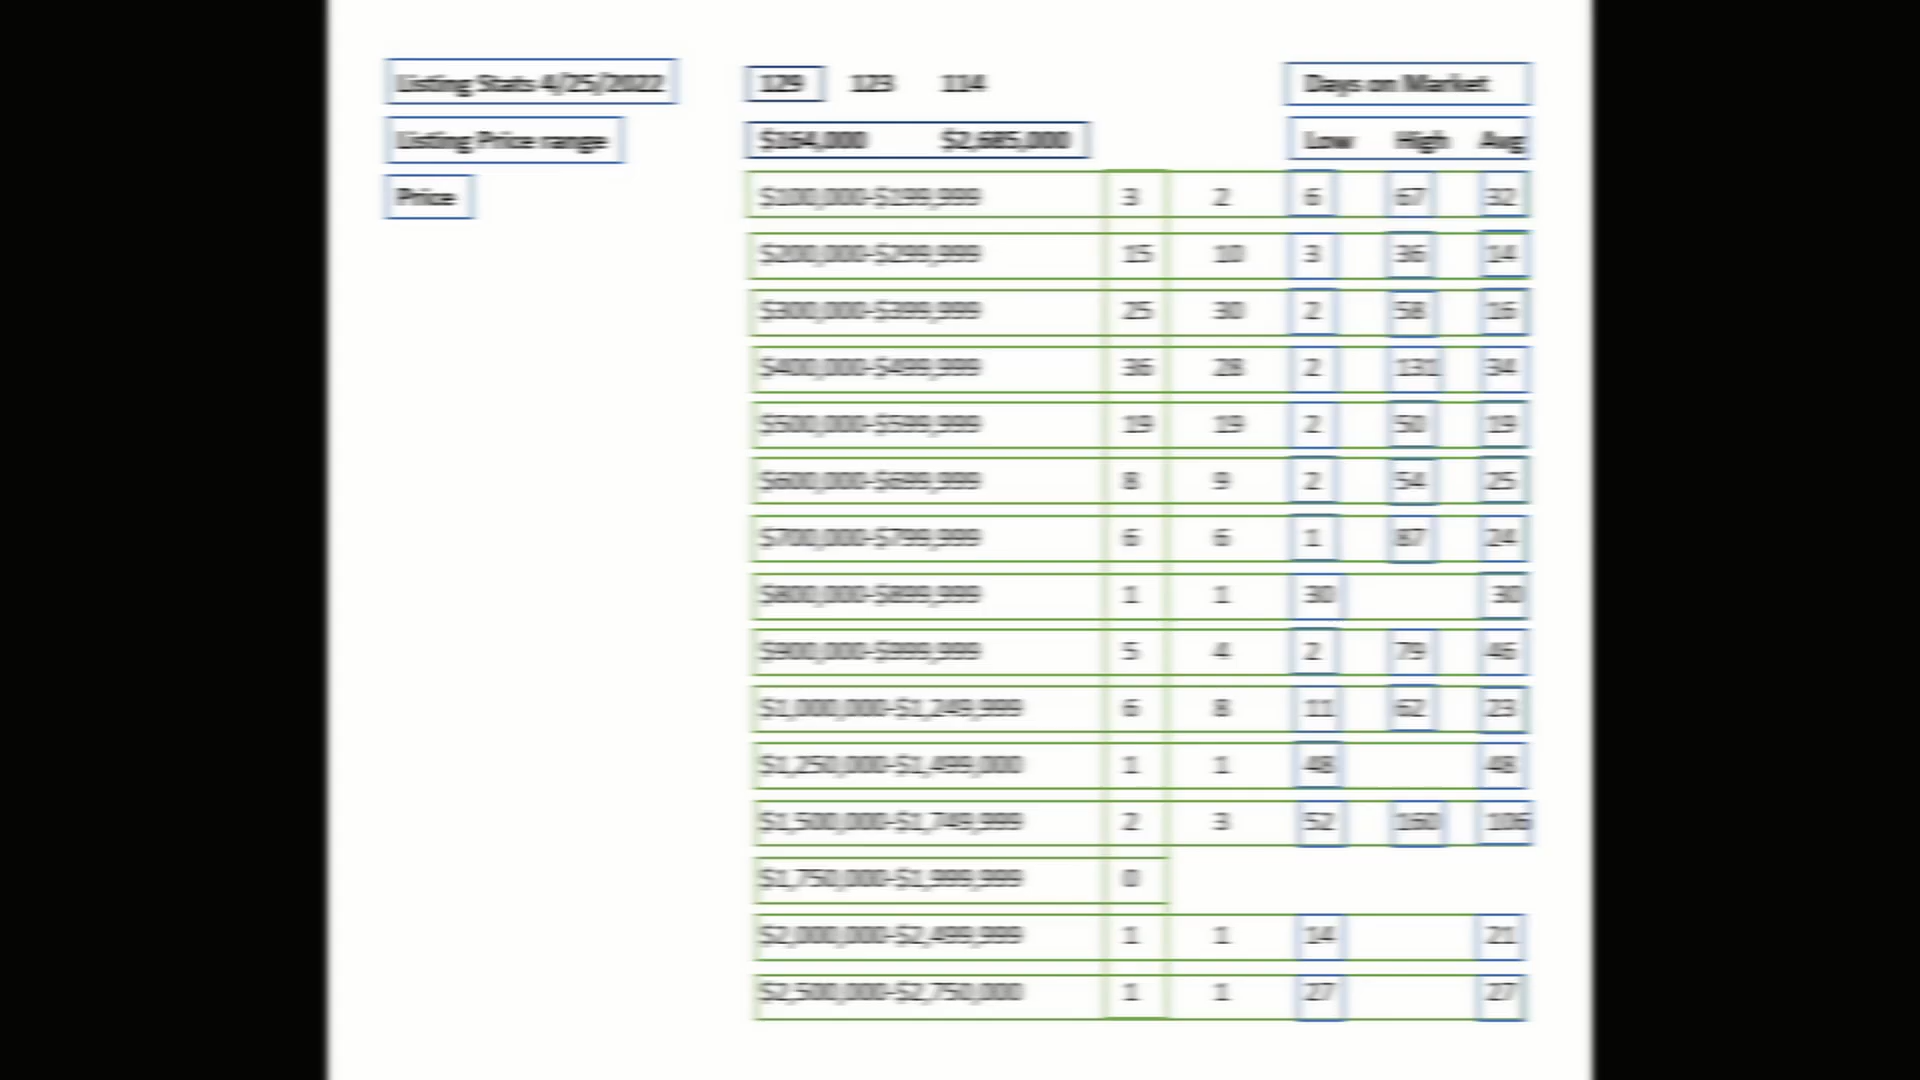 Listing Stats 4/25/2022 129 123 114 Days on Market
Listing Price range $164,000 $2,685,000 Low High Avg
Price $100,000-$199,999 3 2 6 67 32
$200,000-$299,999 15 10 3 36 14
$300,000-$399,999 25 30 2 58 16
$400,000-$499,999 36 28 2 131 34
$500,000-$599,999 19 19 2 50 19
$600,000-$699,999 8 9 2 54 25
$700,000-$799,999 6 6 1 87 24
$800,000-$899,999 1 1 30 30
$900,000-$999,999 5 4 2 79 46
$1,000,000-$1,249,999 6 8 11 62 23
$1,250,000-$1,499,000 1 1 48 48
$1,500,000-$1,749,999 2 3 52 160 106
$1,750,000-$1,999,999 0
$2,000,000-$2,499,999 1 1 14 21
$2,500,000-$2,750,000 1 1 27 27